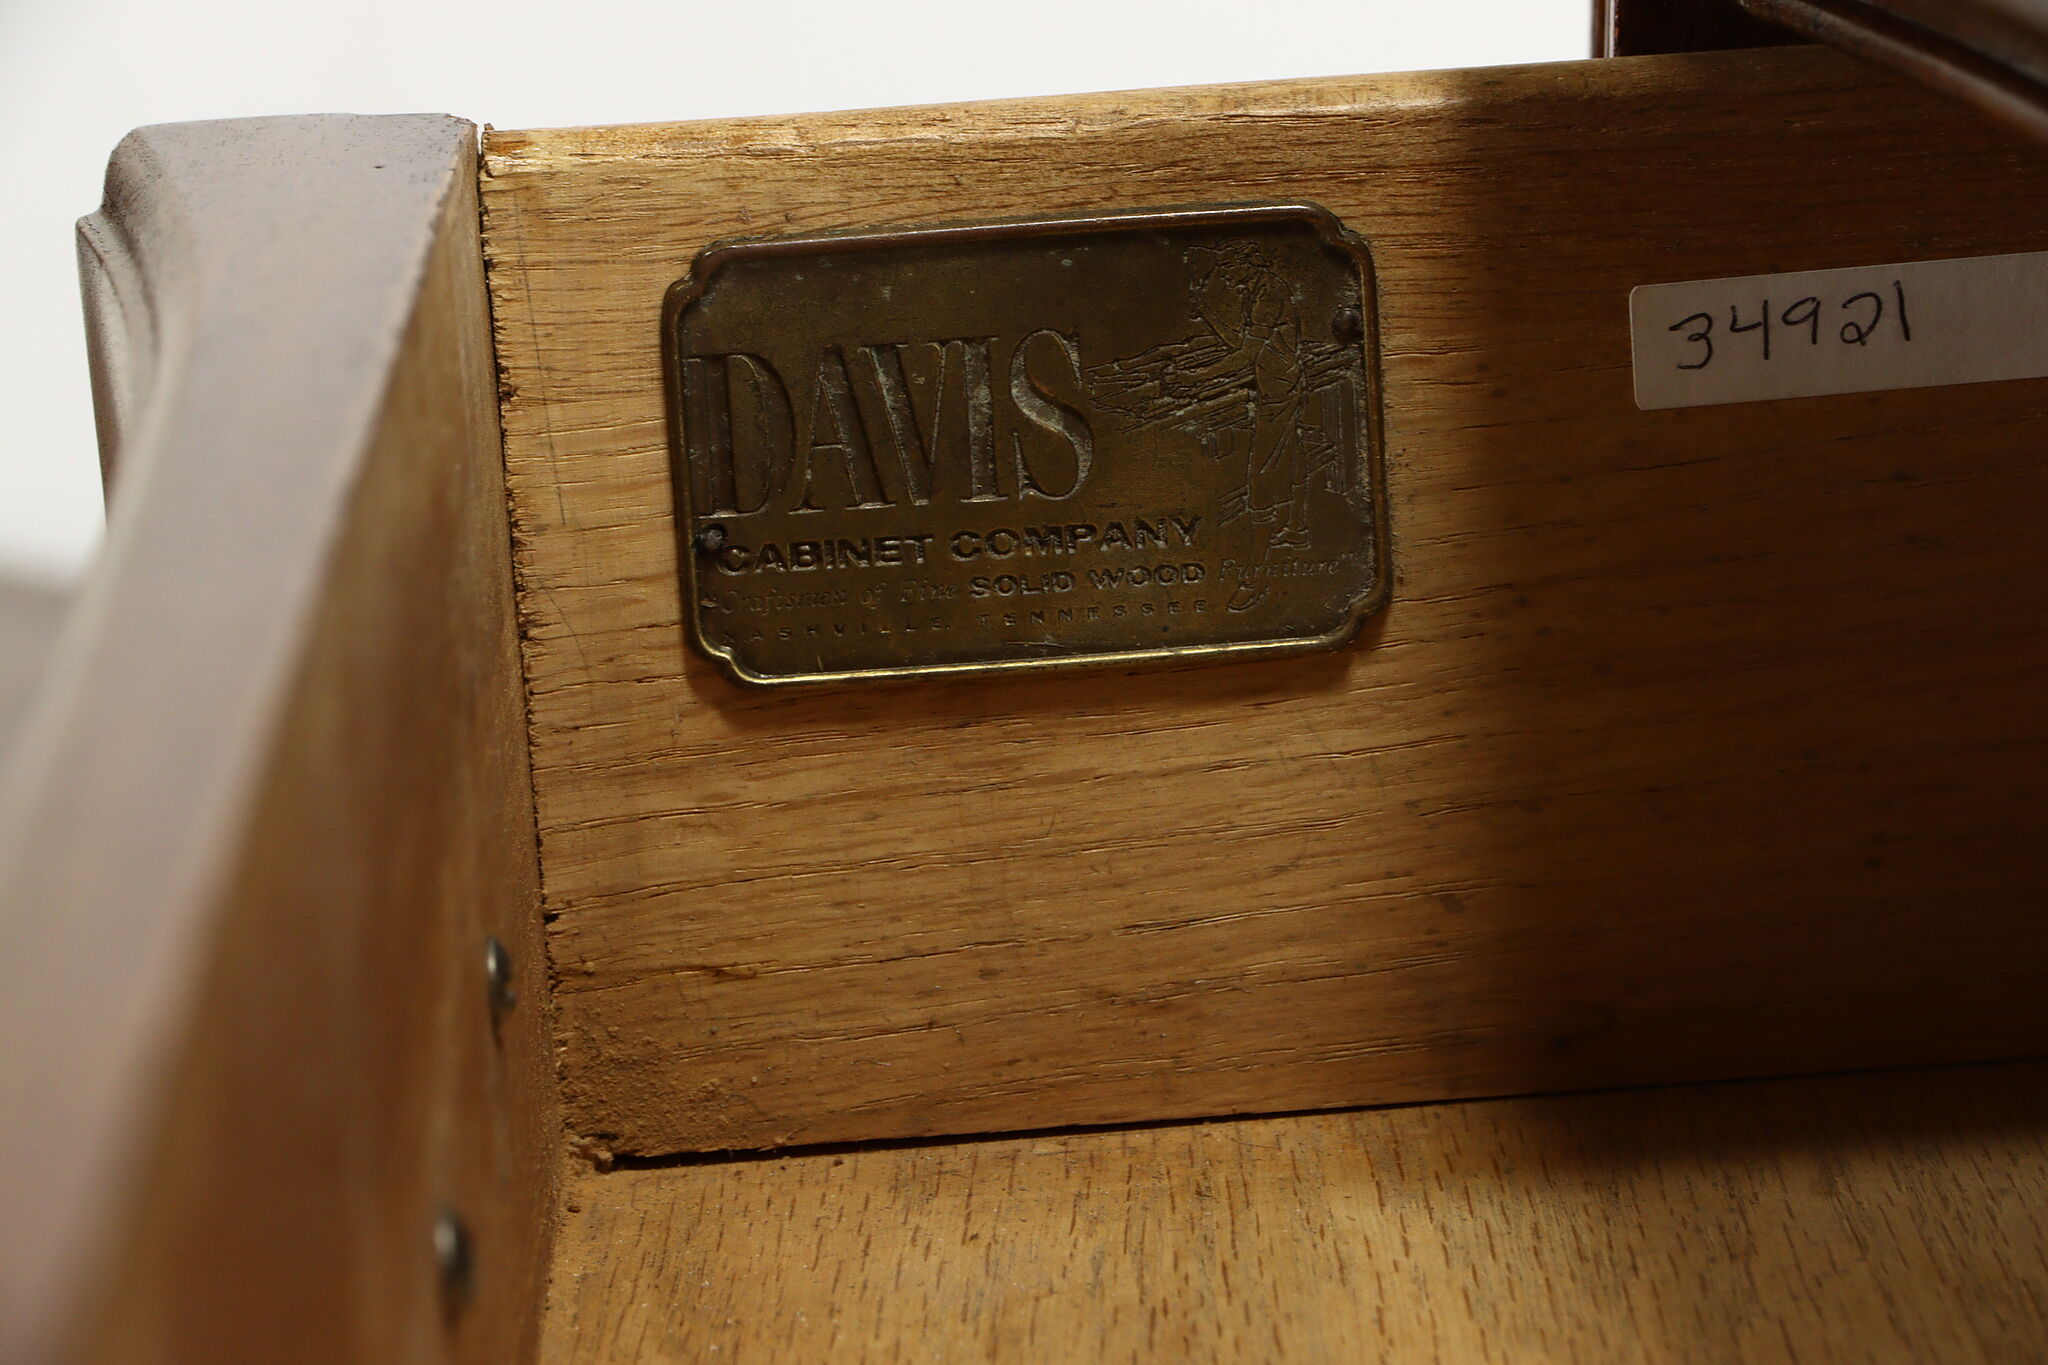 DAVIS
CABINET COMPANY
"Craftsmen of Fine SOLID WOOD Furniture"
NASHVILLE, TENNESSEE
34921